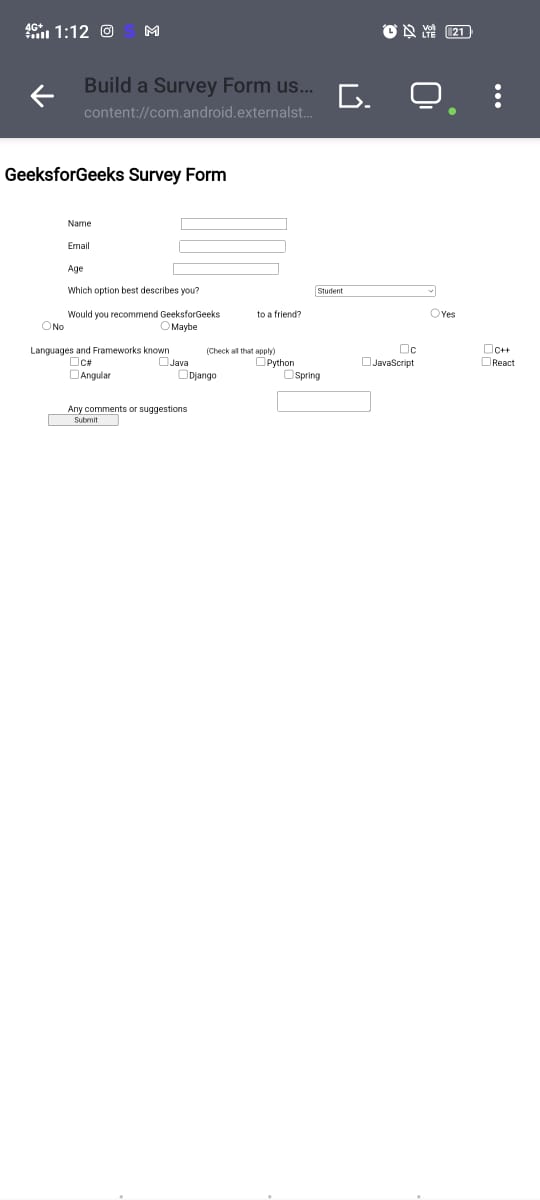 4G+ 1:12 Voll LTE 21
Build a Survey Form us...
content://com.android.externalst...
GeeksforGeeks Survey Form
Name
Email
Age
Which option best describes you? Student
Would you recommend GeeksforGeeks to a friend? Yes
No Maybe
Languages and Frameworks known (Check all that apply) C C++
C# Java Python JavaScript React
Angular Django Spring
Any comments or suggestions
Submit